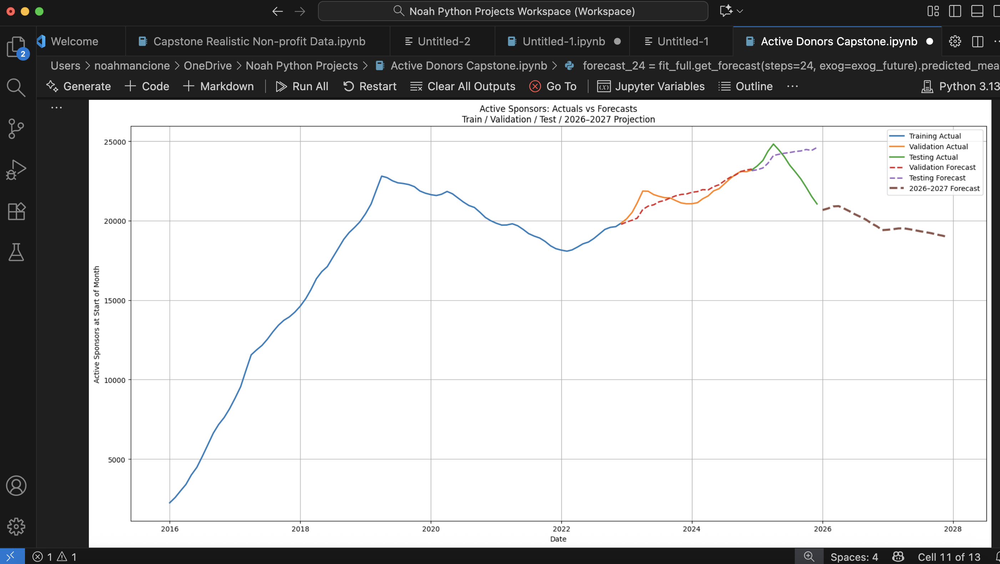 Noah Python Projects Workspace (Workspace)
Welcome
Capstone Realistic Non-profit Data.ipynb
Untitled-2
Untitled-1.ipynb
Untitled-1
Active Donors Capstone.ipynb
2
Users > noahmancione > OneDrive > Noah Python Projects > Active Donors Capstone.ipynb > forecast_24 = fit_full.get_forecast(steps=24, exog=exog_future).predicted_mea
Generate + Code + Markdown | Run All Restart Clear All Outputs Go To | Jupyter Variables Outline ... Python 3.13
...
Active Sponsors: Actuals vs Forecasts
Train / Validation / Test / 2026–2027 Projection
Training Actual
Validation Actual
Testing Actual
Validation Forecast
Testing Forecast
2026–2027 Forecast
25000
20000
15000
10000
5000
Active Sponsors at Start of Month
2016 2018 2020 2022 2024 2026 2028
Date
1 1 Spaces: 4 Cell 11 of 13